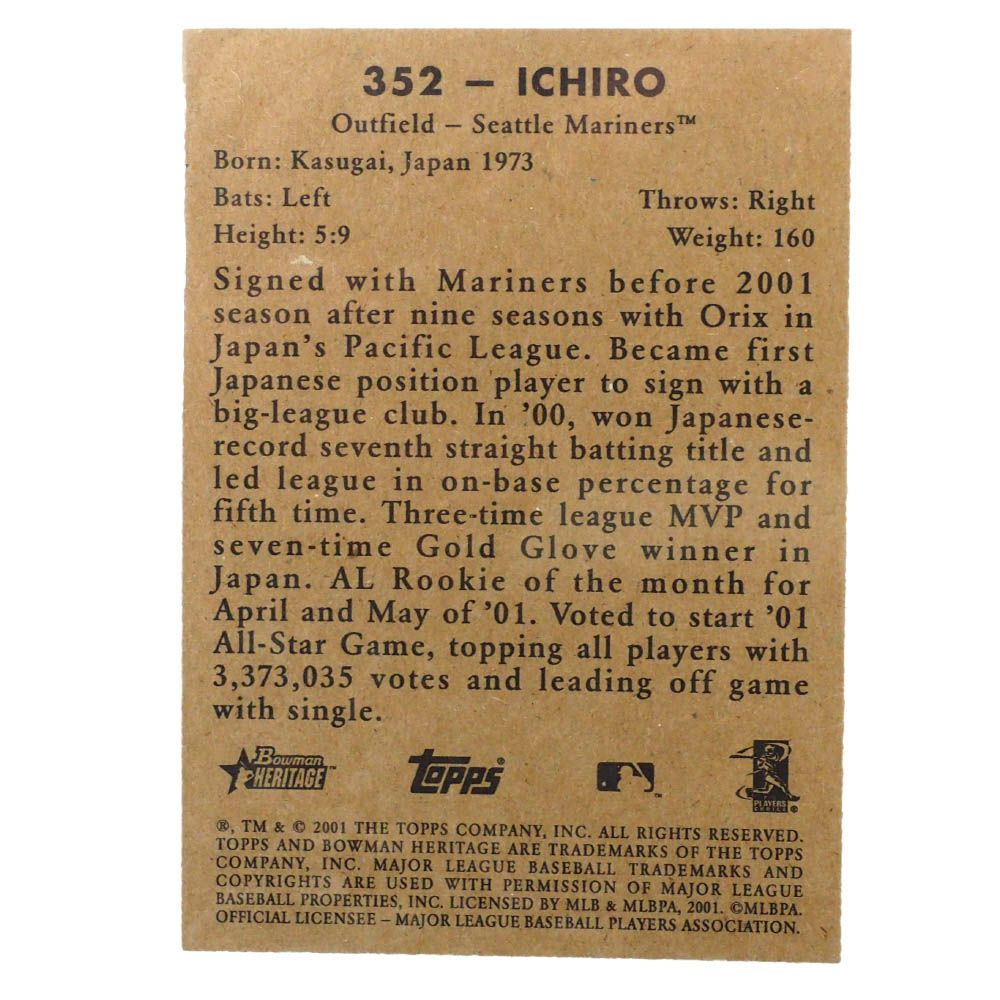 352 – ICHIRO
Outfield – Seattle Mariners™
Born: Kasugai, Japan 1973
Bats: Left Throws: Right
Height: 5:9 Weight: 160
Signed with Mariners before 2001
season after nine seasons with Orix in
Japan's Pacific League. Became first
Japanese position player to sign with a
big-league club. In '00, won Japanese-
record seventh straight batting title and
led league in on-base percentage for
fifth time. Three-time league MVP and
seven-time Gold Glove winner in
Japan. AL Rookie of the month for
April and May of '01. Voted to start '01
All-Star Game, topping all players with
3,373,035 votes and leading off game
with single.
Bowman HERITAGE™ Topps® ™ PLAYERS CHOICE ®
®, TM & © 2001 THE TOPPS COMPANY, INC. ALL RIGHTS RESERVED.
TOPPS AND BOWMAN HERITAGE ARE TRADEMARKS OF THE TOPPS
COMPANY, INC. MAJOR LEAGUE BASEBALL TRADEMARKS AND
COPYRIGHTS ARE USED WITH PERMISSION OF MAJOR LEAGUE
BASEBALL PROPERTIES, INC. LICENSED BY MLB & MLBPA, 2001. ©MLBPA.
OFFICIAL LICENSEE – MAJOR LEAGUE BASEBALL PLAYERS ASSOCIATION.